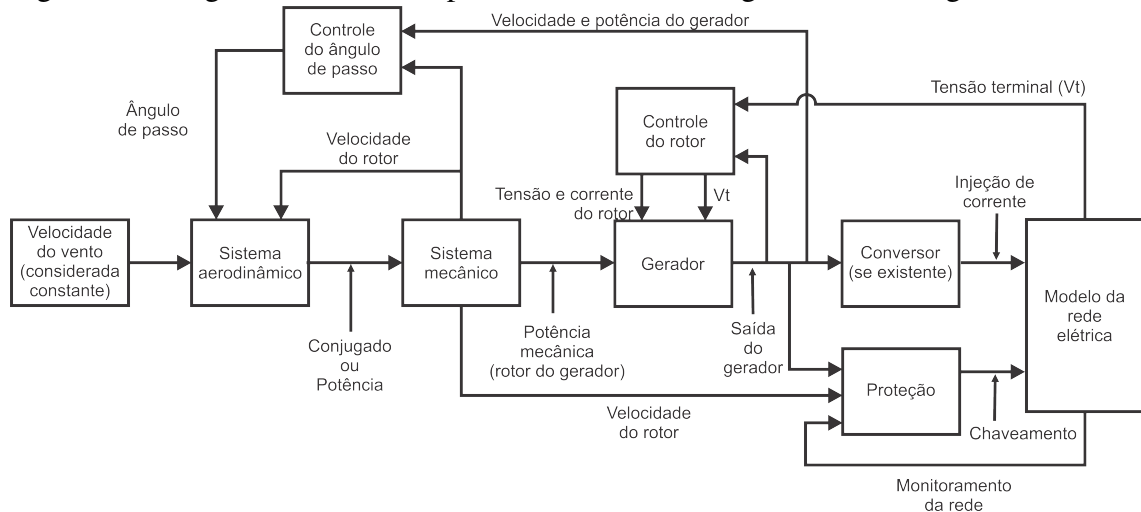 Controle
do ângulo
de passo
Velocidade e potência do gerador
Tensão terminal (Vt)
Ângulo
de passo
Velocidade
do rotor
Controle
do rotor
Tensão e corrente
do rotor
Vt
Injeção de
corrente
Velocidade
do vento
(considerada
constante)
Sistema
aerodinâmico
Sistema
mecânico
Gerador
Conversor
(se existente)
Modelo da
rede
elétrica
Conjugado
ou
Potência
Potência
mecânica
(rotor do gerador)
Saída
do
gerador
Proteção
Velocidade
do rotor
Chaveamento
Monitoramento
da rede